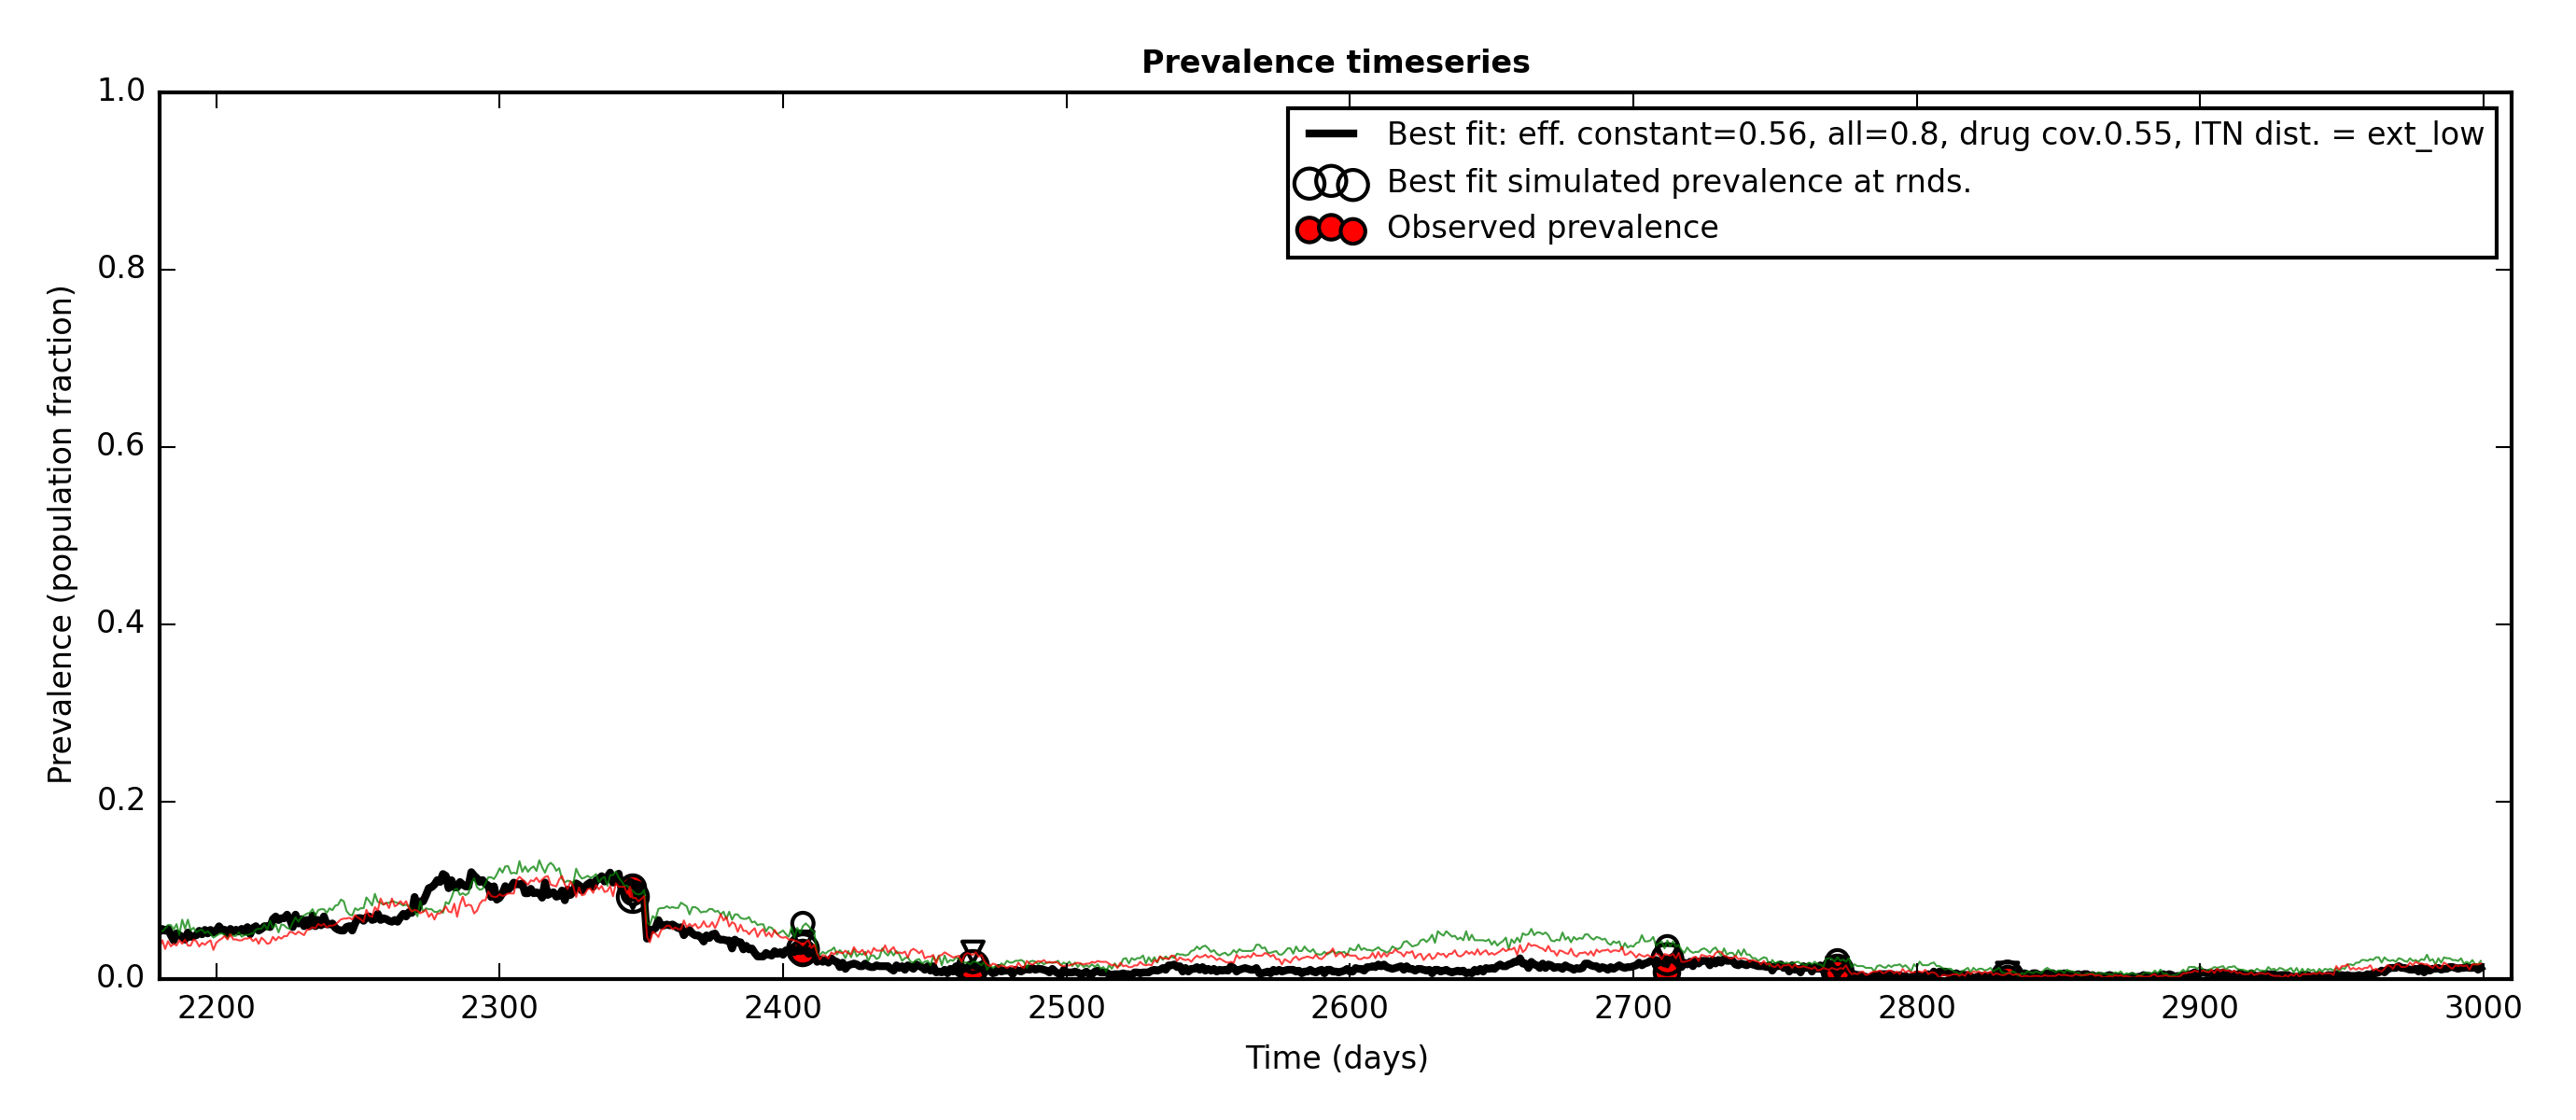 Prevalence timeseries
1.0
0.8
0.6
0.4
0.2
0.0
Prevalence (population fraction)
Best fit: eff. constant=0.56, all=0.8, drug cov.0.55, ITN dist. = ext_low
Best fit simulated prevalence at rnds.
Observed prevalence
2200 2300 2400 2500 2600 2700 2800 2900 3000
Time (days)